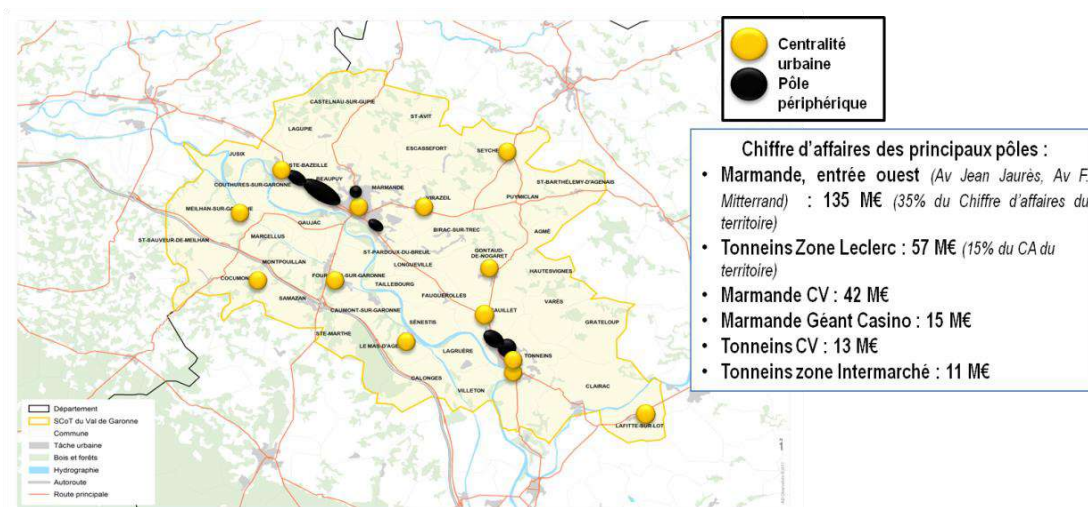 Centralité
urbaine
Pôle
périphérique
Chiffre d'affaires des principaux pôles :
• Marmande, entrée ouest (Av Jean Jaurès, Av F.
Mitterrand) : 135 M€ (35% du Chiffre d'affaires du
territoire)
• Tonneins Zone Leclerc : 57 M€ (15% du CA du
territoire)
• Marmande CV : 42 M€
• Marmande Géant Casino : 15 M€
• Tonneins CV : 13 M€
• Tonneins zone Intermarché : 11 M€
CASTELNAU-SUR-GUPIE
ST-AVIT
LAGUPIE
ESCASSEFORT
JUSIX
SEYCHES
STE-BAZEILLE
BEAUPUY
ST-BARTHÉLEMY-D'AGENAIS
COUTHURES-SUR-GARONNE
MARMANDE
PUYMICLAN
VIRAZEIL
MEILHAN-SUR-GARONNE
GAUJAC
BIRAC-SUR-TREC
AGMÉ
MARCELLUS
ST-SAUVEUR-DE-MEILHAN
ST-PARDOUX-DU-BREUIL
GONTAUD-
DE-NOGARET
MONTPOUILLAN
LONGUEVILLE
HAUTESVIGNES
COCUMONT
FOURQUES-SUR-GARONNE
TAILLEBOURG
SAMAZAN
FAUGUEROLLES
VARÈS
CAUMONT-SUR-GARONNE
FAUILLET
GRATELOUP
STE-MARTHE
SÉNESTIS
LE MAS-D'AGENAIS
LAGRUÈRE
TONNEINS
CALONGES
VILLETON
CLAIRAC
LAFITTE-SUR-LOT
Département
SCoT du Val de Garonne
Commune
Tâche urbaine
Bois et forêts
Hydrographie
Autoroute
Route principale